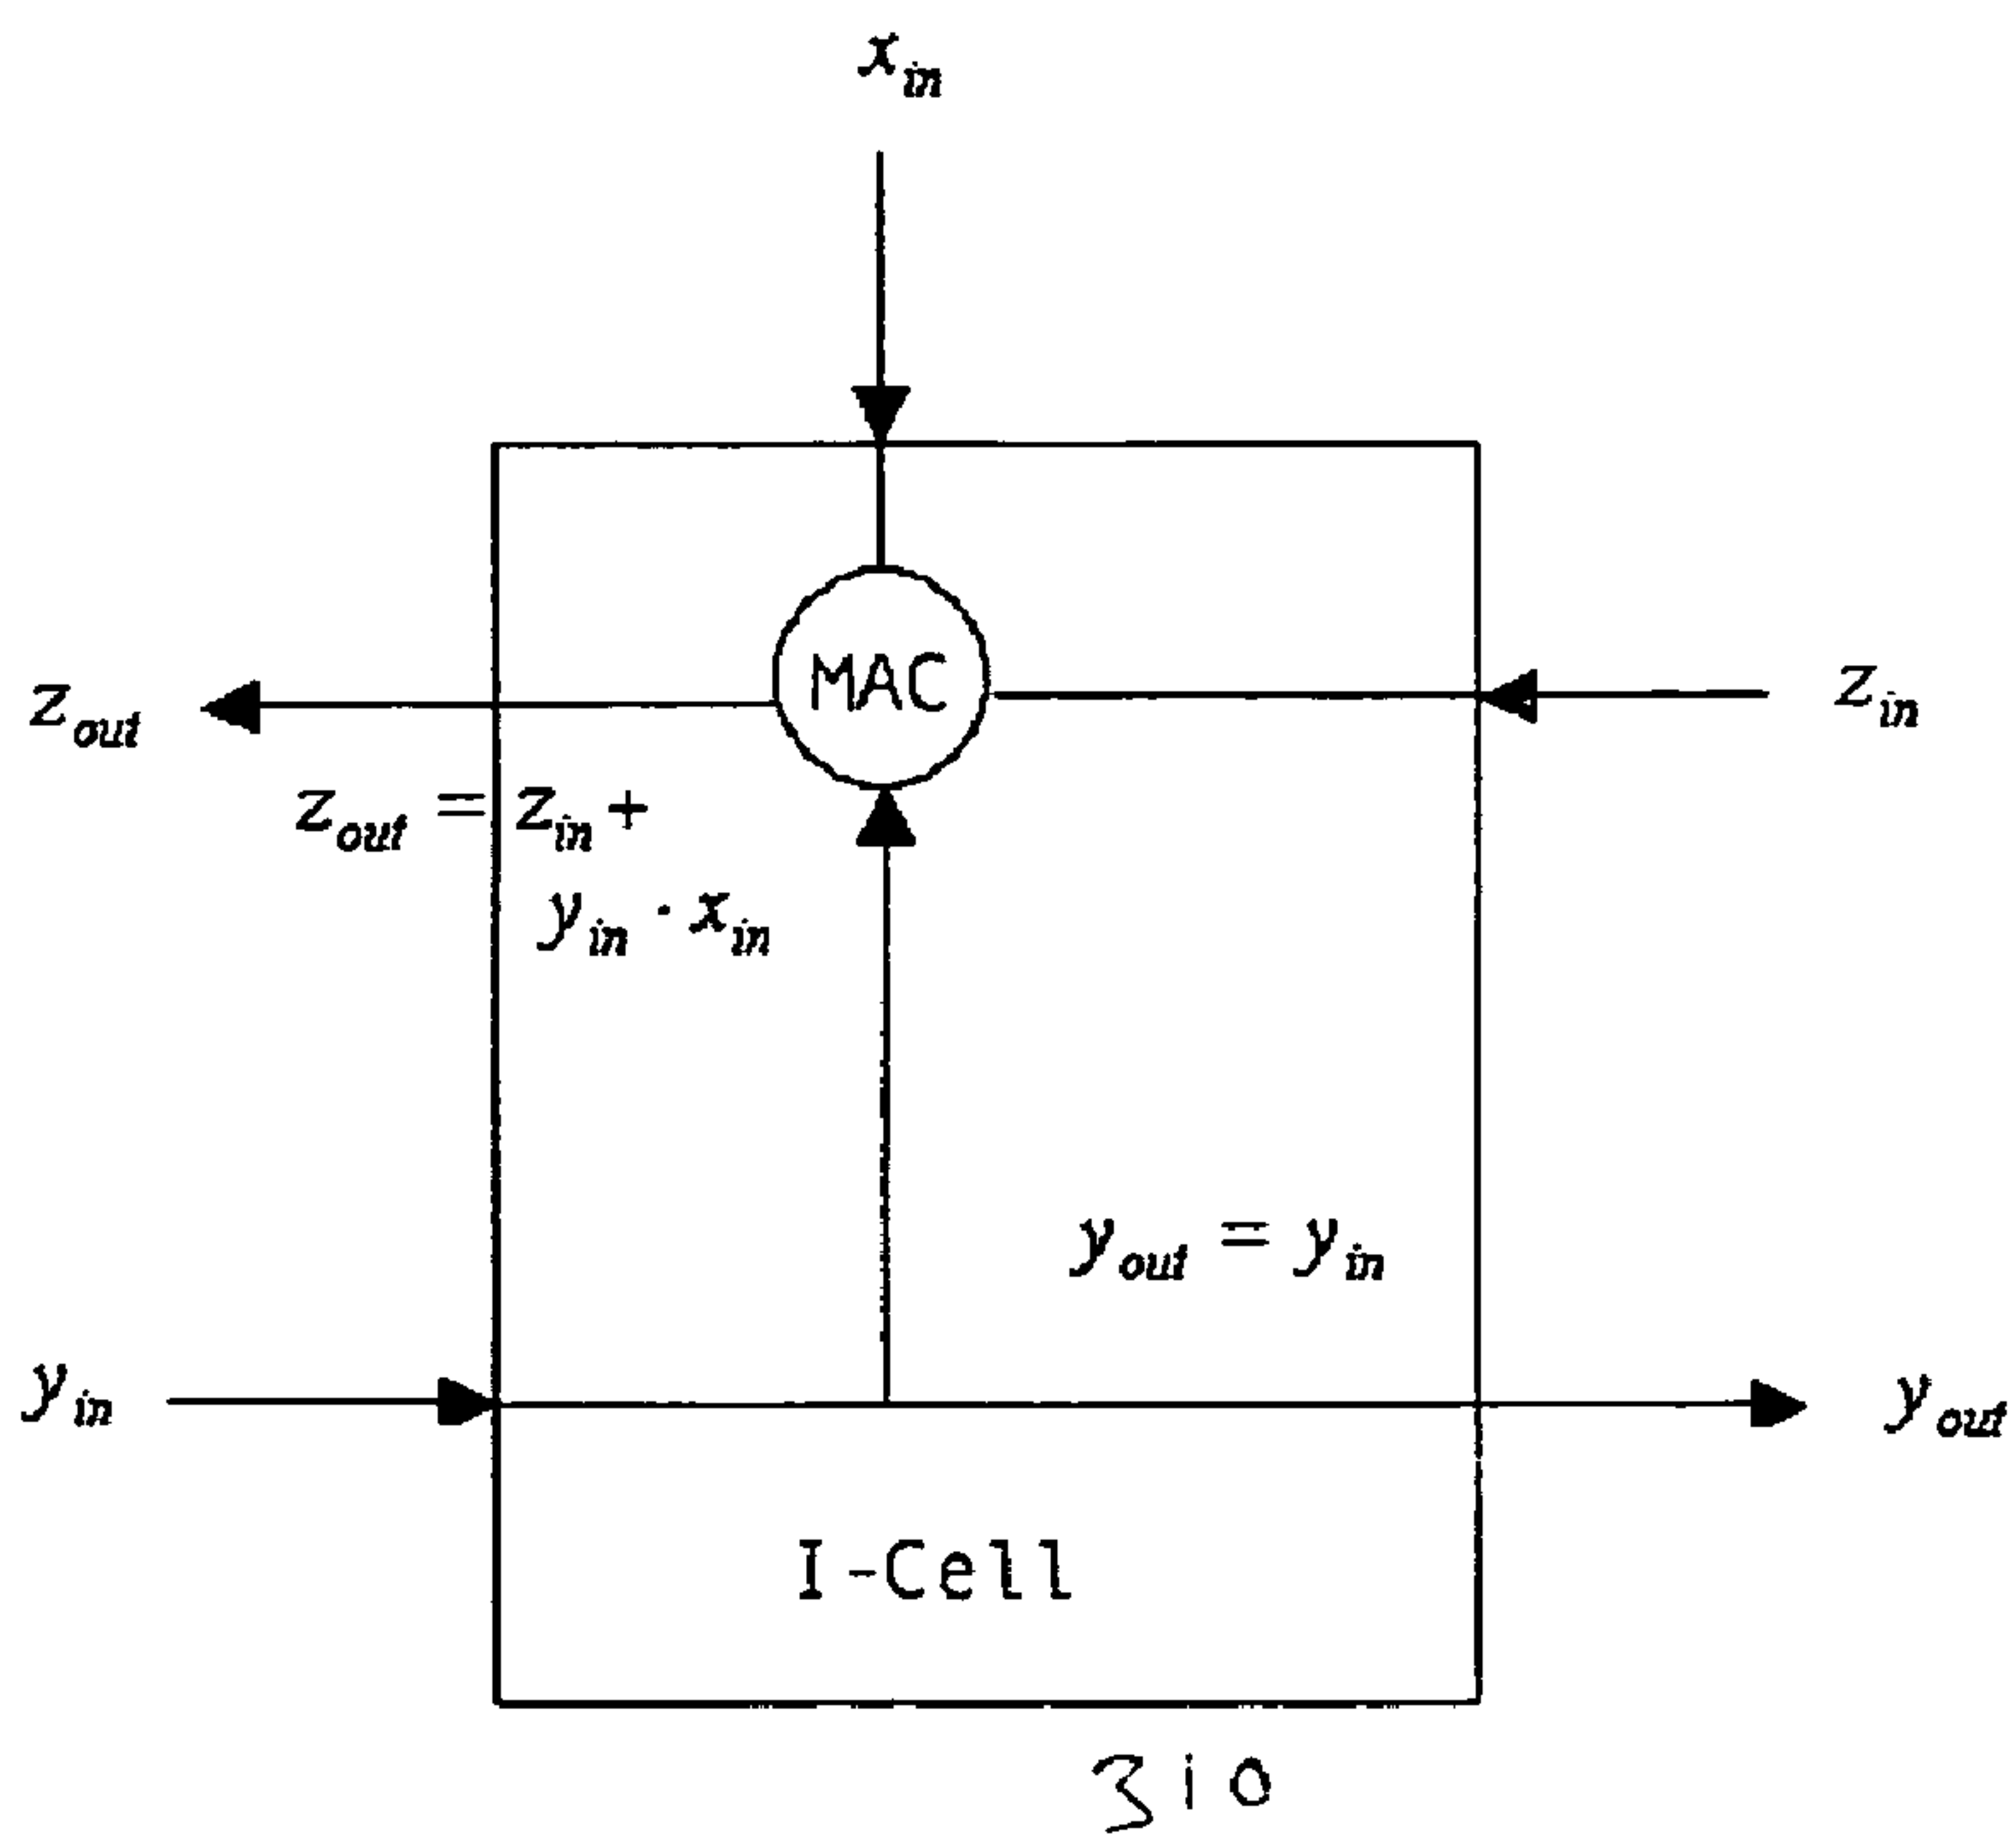 x_in
MAC
z_out
z_in
z_out = z_in +
y_in · x_in
y_out = y_in
y_in
y_out
I-Cell
310